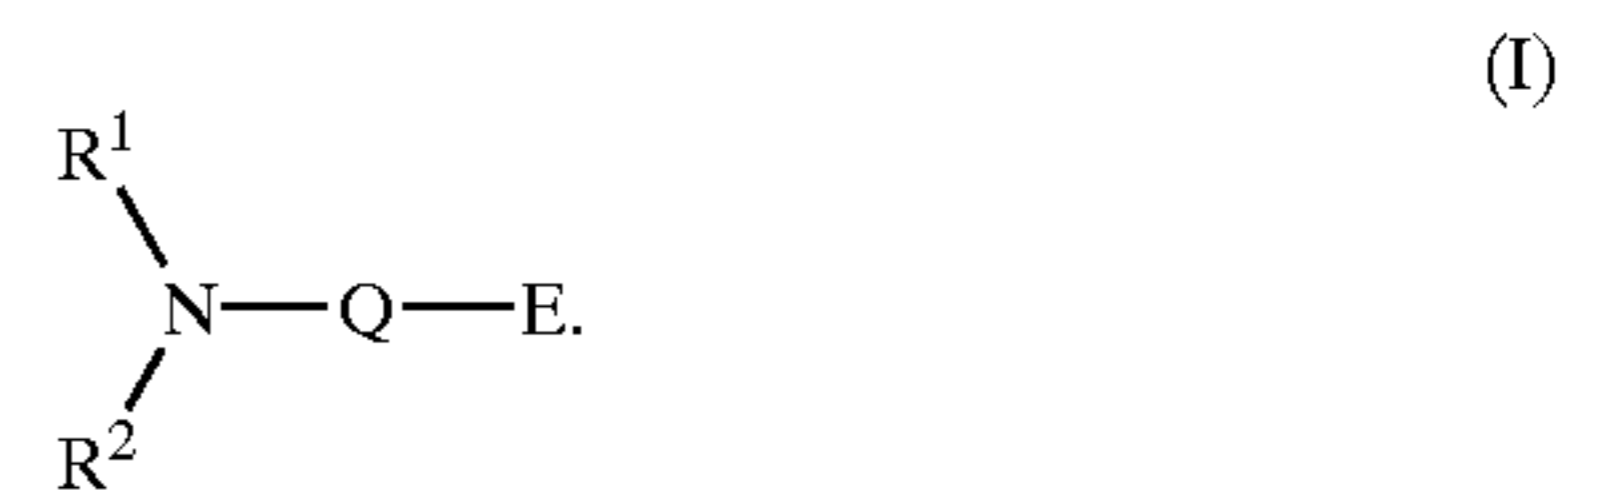 (I)
R¹
N—Q—E.
R²